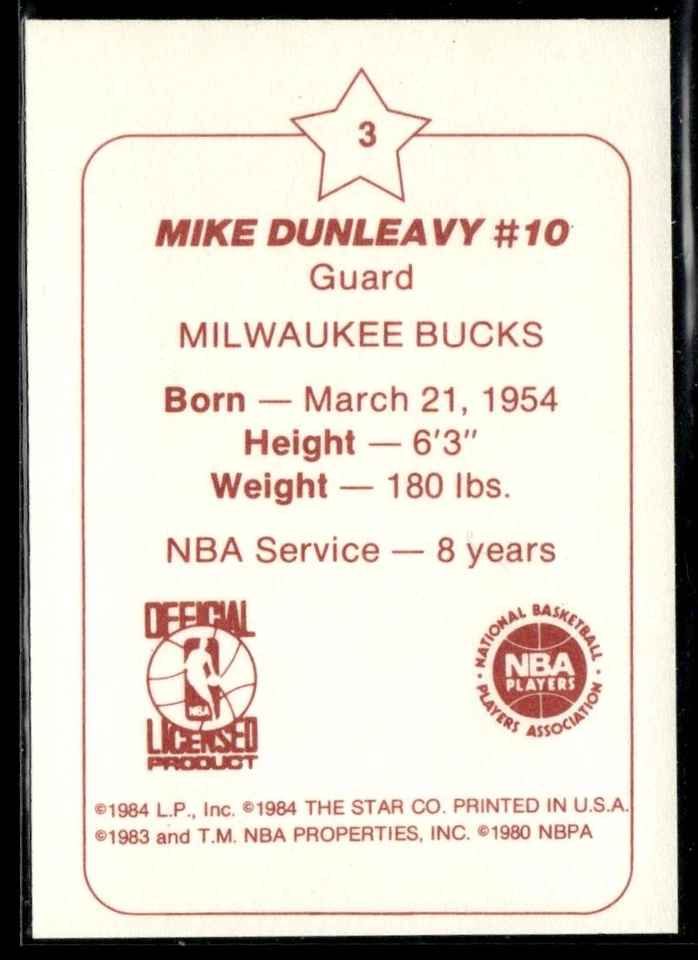 3
MIKE DUNLEAVY #10
Guard
MILWAUKEE BUCKS
Born — March 21, 1954
Height — 6'3"
Weight — 180 lbs.
NBA Service — 8 years
OFFICIAL
NBA
LICENSED
PRODUCT
NATIONAL BASKETBALL
NBA
PLAYERS
PLAYERS ASSOCIATION
©1984 L.P., Inc. ©1984 THE STAR CO. PRINTED IN U.S.A.
©1983 and T.M. NBA PROPERTIES, INC. ©1980 NBPA